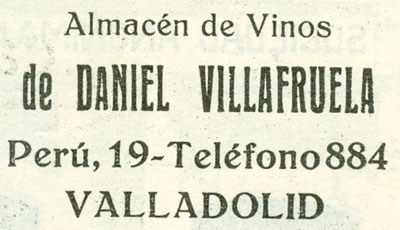 Almacén de Vinos
de DANIEL VILLAFRUELA
Perú, 19-Teléfono 884
VALLADOLID